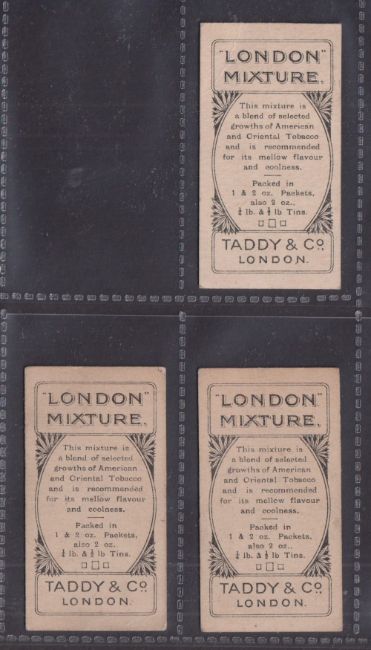 "LONDON"
MIXTURE.
This mixture is
a blend of selected
growths of American
and Oriental Tobacco
and is recommended
for its mellow flavour
and coolness.
Packed in
1 & 2 oz. Packets,
also 2 oz.,
¼ lb. & ½ lb Tins.
TADDY & Co.
LONDON.
"LONDON"
MIXTURE.
This mixture is
a blend of selected
growths of American
and Oriental Tobacco
and is recommended
for its mellow flavour
and coolness.
Packed in
1 & 2 oz. Packets,
also 2 oz.,
¼ lb. & ½ lb Tins.
TADDY & Co.
LONDON.
"LONDON"
MIXTURE.
This mixture is
a blend of selected
growths of American
and Oriental Tobacco
and is recommended
for its mellow flavour
and coolness.
Packed in
1 & 2 oz. Packets,
also 2 oz.,
¼ lb. & ½ lb Tins.
TADDY & Co.
LONDON.